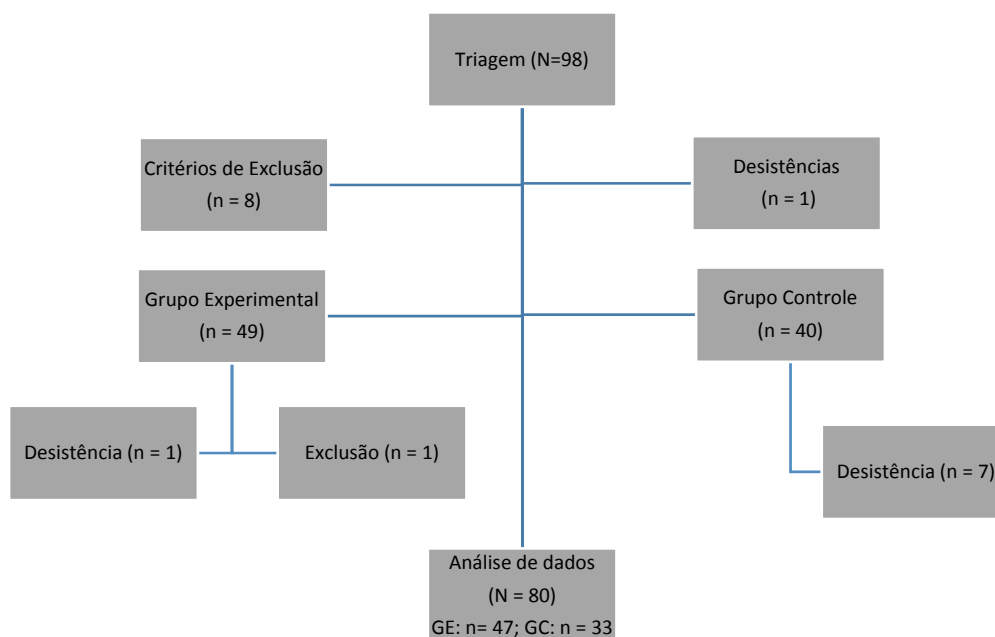 Triagem (N=98)
Critérios de Exclusão
(n = 8)
Desistências
(n = 1)
Grupo Experimental
(n = 49)
Grupo Controle
(n = 40)
Desistência (n = 1)
Exclusão (n = 1)
Desistência (n = 7)
Análise de dados
(N = 80)
GE: n= 47; GC: n = 33